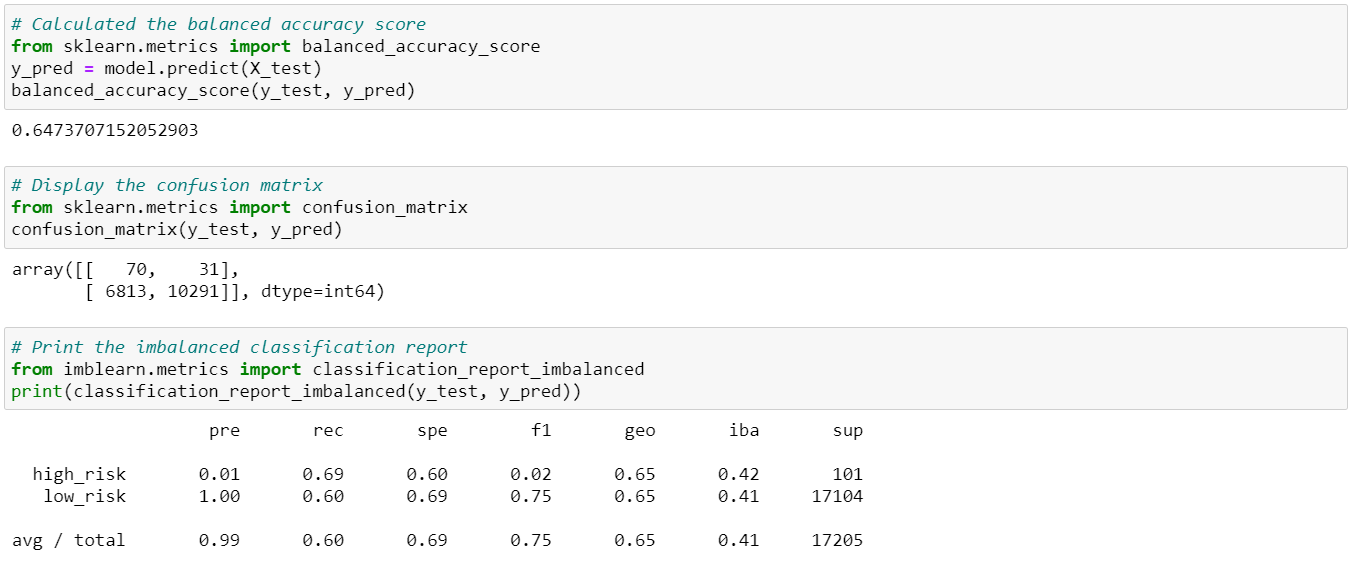 # Calculated the balanced accuracy score
from sklearn.metrics import balanced_accuracy_score
y_pred = model.predict(X_test)
balanced_accuracy_score(y_test, y_pred)
0.6473707152052903
# Display the confusion matrix
from sklearn.metrics import confusion_matrix
confusion_matrix(y_test, y_pred)
array([[   70,    31],
       [ 6813, 10291]], dtype=int64)
# Print the imbalanced classification report
from imblearn.metrics import classification_report_imbalanced
print(classification_report_imbalanced(y_test, y_pred))
                   pre       rec       spe        f1       geo       iba       sup
  high_risk       0.01      0.69      0.60      0.02      0.65      0.42       101
   low_risk       1.00      0.60      0.69      0.75      0.65      0.41     17104
avg / total       0.99      0.60      0.69      0.75      0.65      0.41     17205